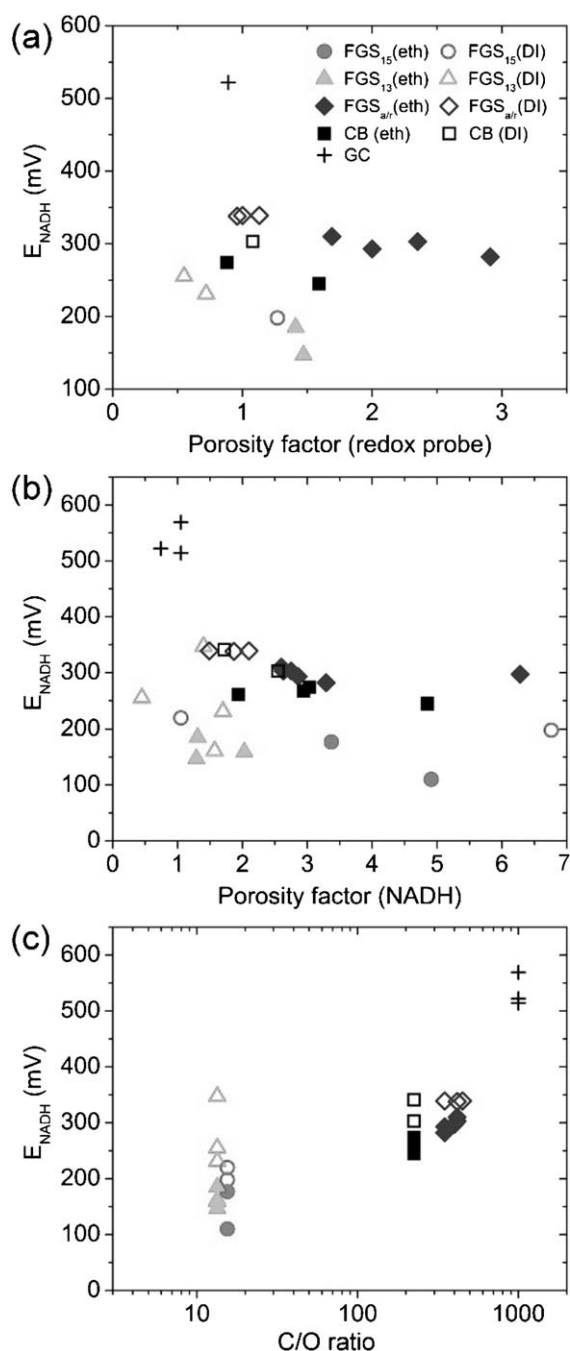 (a)
600
500
400
300
200
100
E_NADH (mV)
FGS₁₅(eth) FGS₁₅(DI)
FGS₁₃(eth) FGS₁₃(DI)
FGSₐ/ᵣ(eth) FGSₐ/ᵣ(DI)
CB (eth) CB (DI)
GC
0 1 2 3
Porosity factor (redox probe)
(b)
600
500
400
300
200
100
0
E_NADH (mV)
0 1 2 3 4 5 6 7
Porosity factor (NADH)
(c)
600
500
400
300
200
100
0
E_NADH (mV)
10 100 1000
C/O ratio